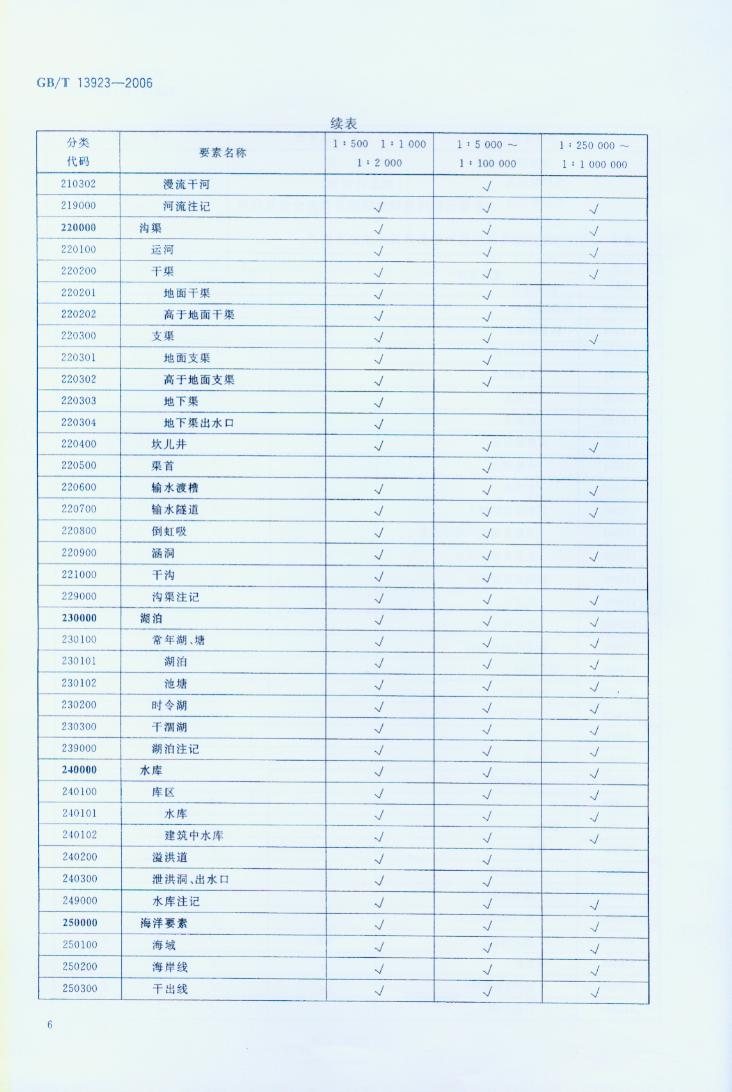 GB/T 13923—2006
续表
分类代码 要素名称 1∶500 1∶1 000 1∶2 000 1∶5 000～1∶100 000 1∶250 000～1∶1 000 000
210302 漫流干河 √
219000 河流注记 √ √ √
220000 沟渠 √ √ √
220100 运河 √ √ √
220200 干渠 √ √ √
220201 地面干渠 √ √
220202 高于地面干渠 √ √
220300 支渠 √ √ √
220301 地面支渠 √ √
220302 高于地面支渠 √ √
220303 地下渠 √
220304 地下渠出水口 √
220400 坎儿井 √ √ √
220500 渠首 √
220600 输水渡槽 √ √ √
220700 输水隧道 √ √ √
220800 倒虹吸 √ √
220900 涵洞 √ √ √
221000 干沟 √ √
229000 沟渠注记 √ √ √
230000 湖泊 √ √ √
230100 常年湖、塘 √ √ √
230101 湖泊 √ √ √
230102 池塘 √ √ √
230200 时令湖 √ √ √
230300 干涸湖 √ √ √
239000 湖泊注记 √ √ √
240000 水库 √ √ √
240100 库区 √ √ √
240101 水库 √ √ √
240102 建筑中水库 √ √ √
240200 溢洪道 √ √
240300 泄洪洞、出水口 √ √
249000 水库注记 √ √ √
250000 海洋要素 √ √ √
250100 海域 √ √ √
250200 海岸线 √ √ √
250300 干出线 √ √ √
6